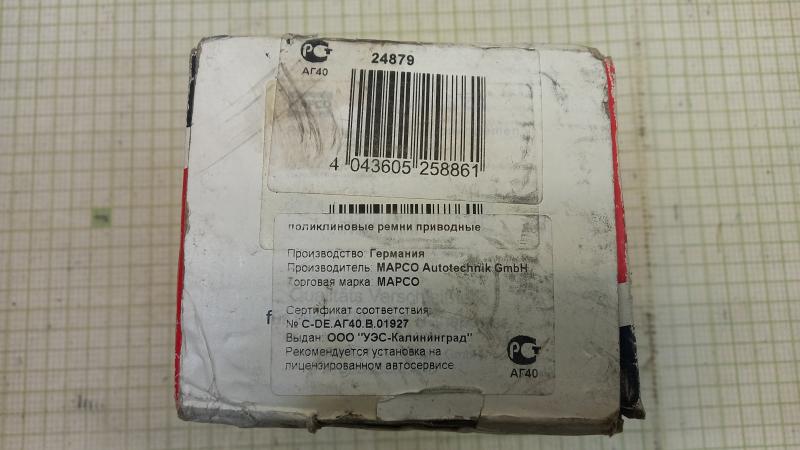 РСТ
АГ40
24879
4 043605 258861
поликлиновые ремни приводные
Производство: Германия
Производитель: MAPCO Autotechnik GmbH
Торговая марка: MAPCO
Сертификат соответствия:
№ C-DE.АГ40.В.01927
Выдан: ООО "УЭС-Калининград"
Рекомендуется установка на
лицензированном автосервисе
РСТ
АГ40